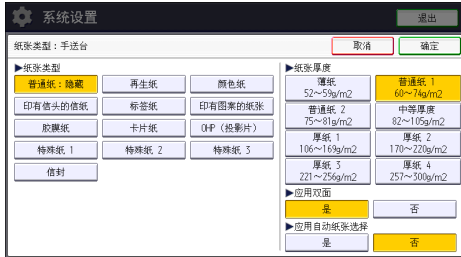 系统设置
退出
纸张类型：手送台
取消
确定
▶纸张类型
普通纸：隐藏
再生纸
颜色纸
印有信头的信纸
标签纸
印有图案的纸张
胶膜纸
卡片纸
OHP（投影片）
特殊纸 1
特殊纸 2
特殊纸 3
信封
▶纸张厚度
薄纸
52～59g/m2
普通纸 1
60～74g/m2
普通纸 2
75～81g/m2
中等厚度
82～105g/m2
厚纸 1
106～169g/m2
厚纸 2
170～220g/m2
厚纸 3
221～256g/m2
厚纸 4
257～300g/m2
▶应用双面
是
否
▶应用自动纸张选择
是
否